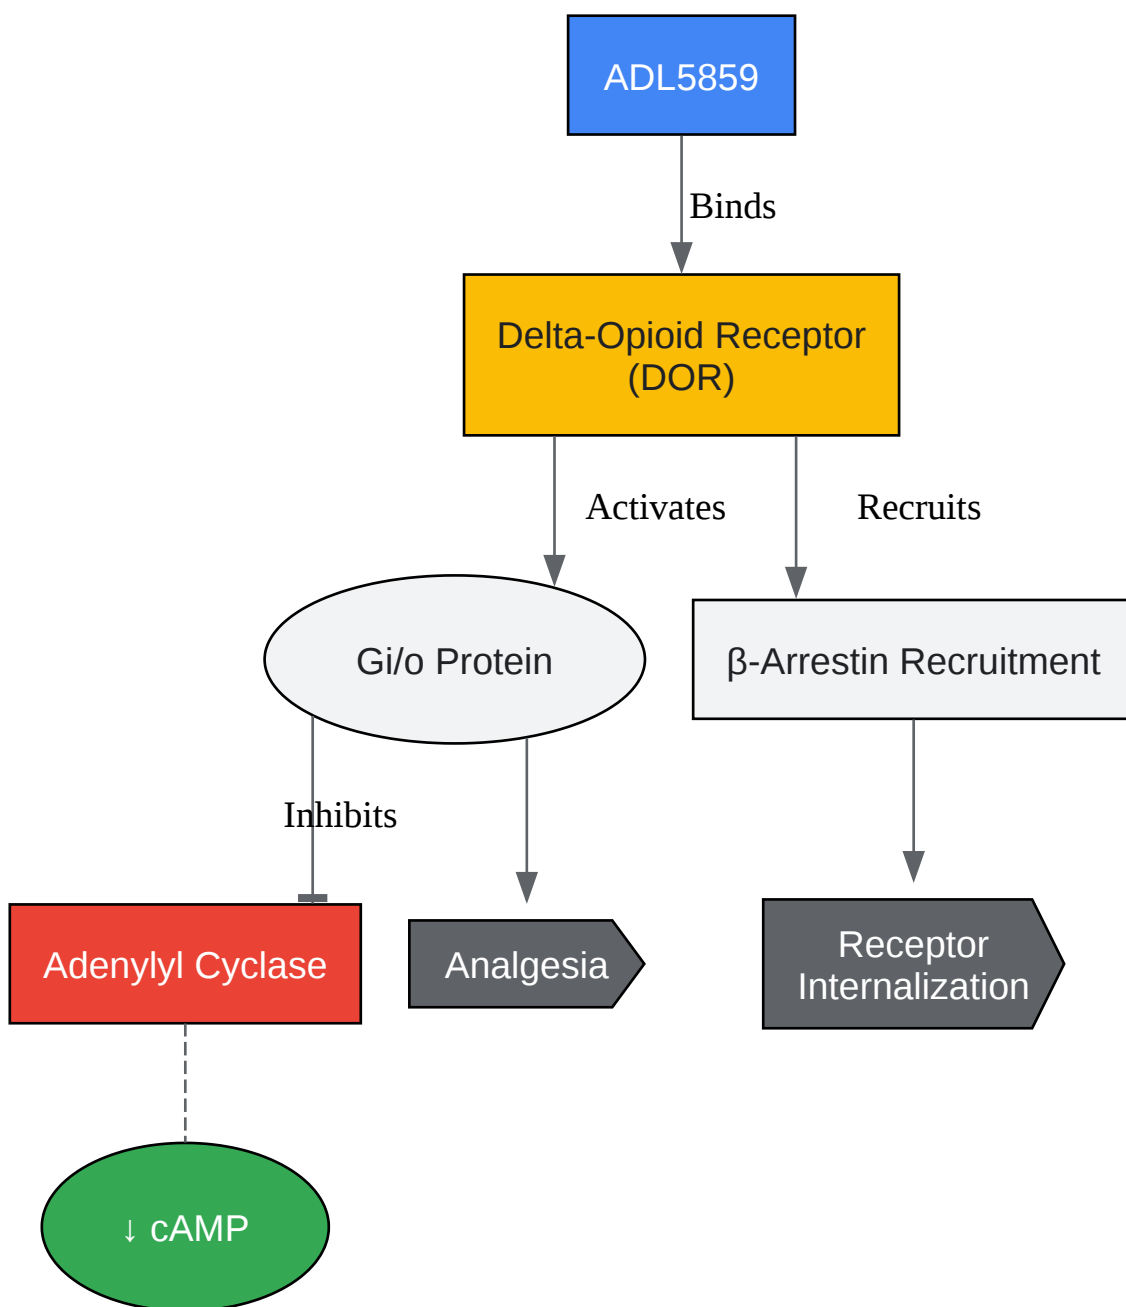 ADL5859
Binds
Delta-Opioid Receptor
(DOR)
Activates
Recruits
Gi/o Protein
β-Arrestin Recruitment
Inhibits
Adenylyl Cyclase
Analgesia
Receptor
Internalization
↓ cAMP